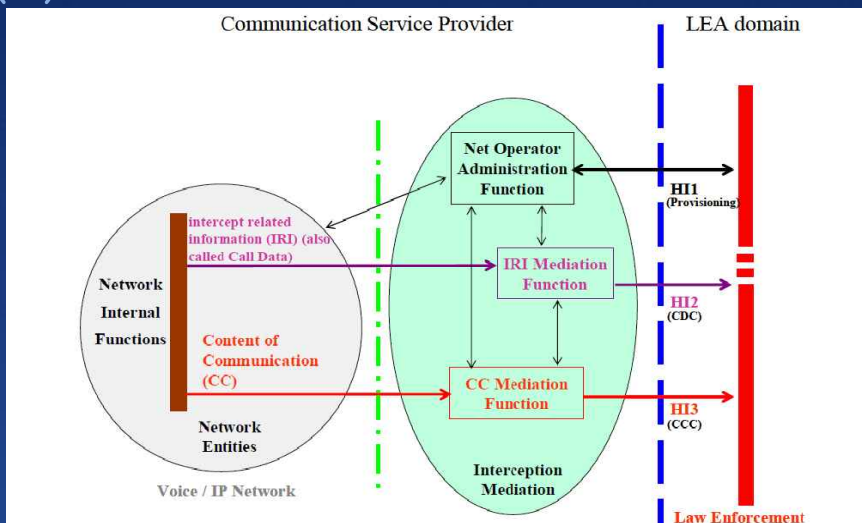 Communication Service Provider
LEA domain
Net Operator
Administration
Function
HI1
(Provisioning)
intercept related
information (IRI) (also
called Call Data)
IRI Mediation
Function
HI2
(CDC)
Network
Internal
Functions
Content of
Communication
(CC)
CC Mediation
Function
HI3
(CCC)
Network
Entities
Interception
Mediation
Voice / IP Network
Law Enforcement